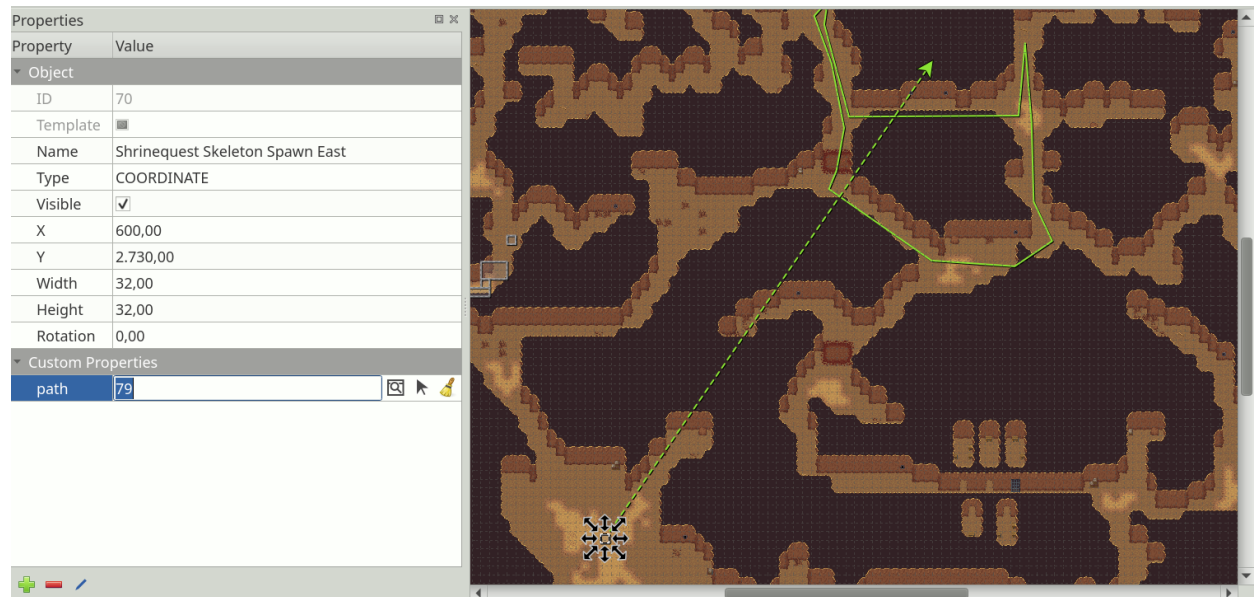 Properties
Property Value
Object
ID 70
Template
Name Shrinequest Skeleton Spawn East
Type COORDINATE
Visible
X 600,00
Y 2.730,00
Width 32,00
Height 32,00
Rotation 0,00
Custom Properties
path 79